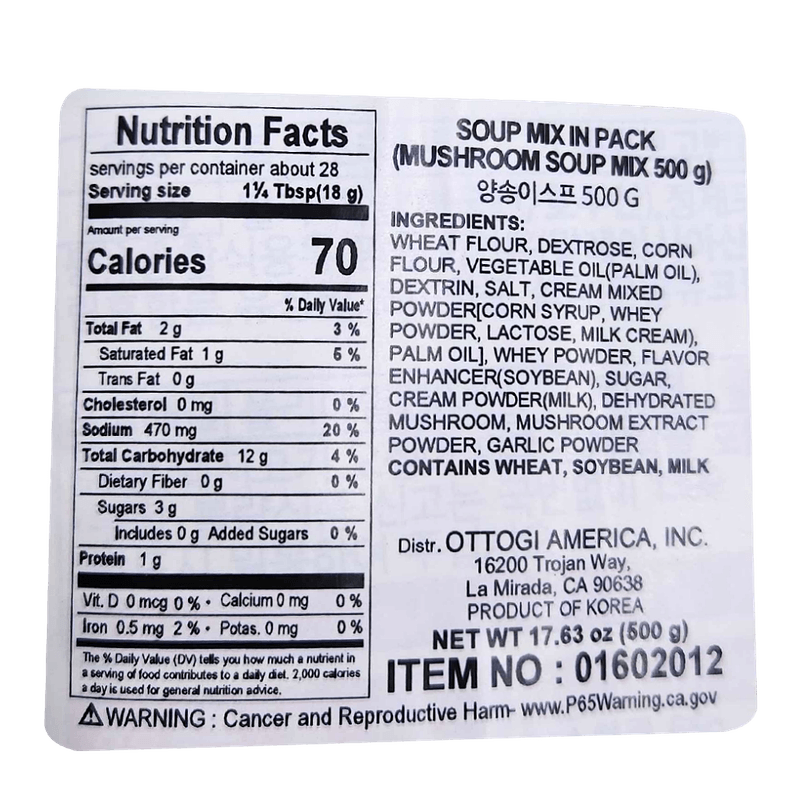 Nutrition Facts
servings per container about 28
Serving size 1¼ Tbsp(18 g)
Amount per serving
Calories 70
% Daily Value*
Total Fat 2 g 3 %
Saturated Fat 1 g 5 %
Trans Fat 0 g
Cholesterol 0 mg 0 %
Sodium 470 mg 20 %
Total Carbohydrate 12 g 4 %
Dietary Fiber 0 g 0 %
Sugars 3 g
Includes 0 g Added Sugars 0 %
Protein 1 g
Vit. D 0 mcg 0 % • Calcium 0 mg 0 %
Iron 0.5 mg 2 % • Potas. 0 mg 0 %
The % Daily Value (DV) tells you how much a nutrient in
a serving of food contributes to a daily diet. 2,000 calories
a day is used for general nutrition advice.
SOUP MIX IN PACK
(MUSHROOM SOUP MIX 500 g)
양송이스프 500 G
INGREDIENTS:
WHEAT FLOUR, DEXTROSE, CORN
FLOUR, VEGETABLE OIL(PALM OIL),
DEXTRIN, SALT, CREAM MIXED
POWDER[CORN SYRUP, WHEY
POWDER, LACTOSE, MILK CREAM),
PALM OIL], WHEY POWDER, FLAVOR
ENHANCER(SOYBEAN), SUGAR,
CREAM POWDER(MILK), DEHYDRATED
MUSHROOM, MUSHROOM EXTRACT
POWDER, GARLIC POWDER
CONTAINS WHEAT, SOYBEAN, MILK
Distr. OTTOGI AMERICA, INC.
16200 Trojan Way,
La Mirada, CA 90638
PRODUCT OF KOREA
NET WT 17.63 oz (500 g)
ITEM NO : 01602012
⚠WARNING : Cancer and Reproductive Harm- www.P65Warning.ca.gov